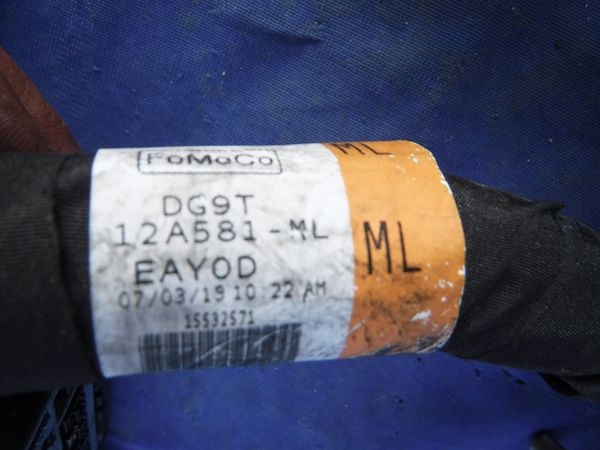 FoMoCo
ML
DG9T
12A581-ML
ML
EAYOD
07/03/19 10:22 AM
15532571